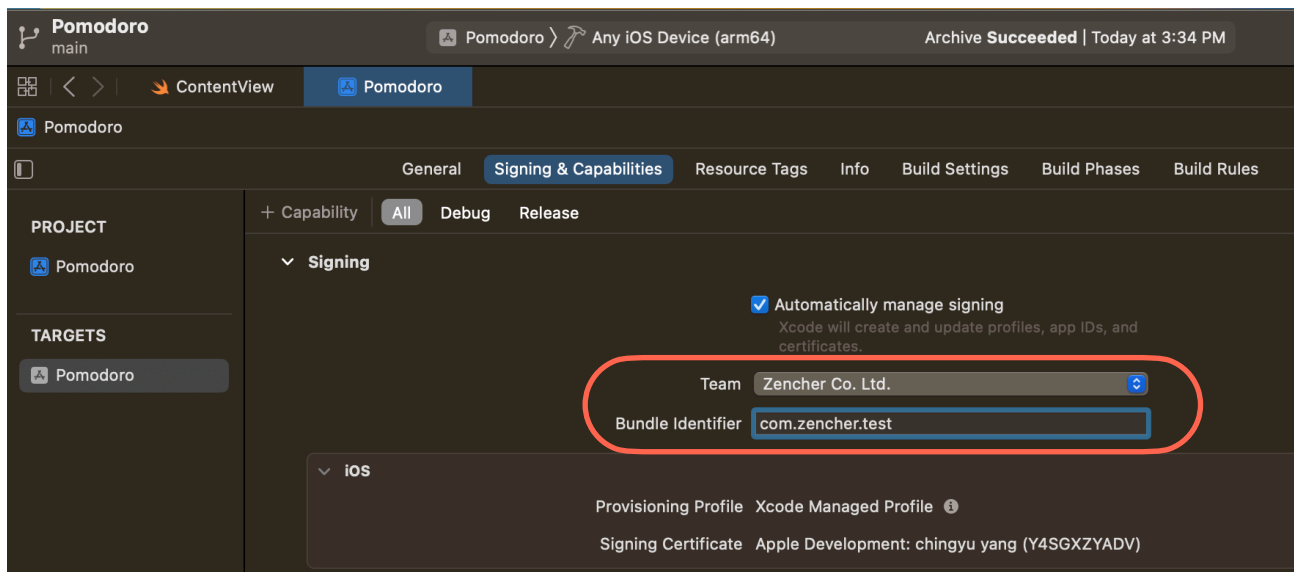 Pomodoro
main
Pomodoro 〉 Any iOS Device (arm64)
Archive Succeeded | Today at 3:34 PM
ContentView
Pomodoro
Pomodoro
General Signing & Capabilities Resource Tags Info Build Settings Build Phases Build Rules
+ Capability All Debug Release
PROJECT
Pomodoro
TARGETS
Pomodoro
Signing
Automatically manage signing
Xcode will create and update profiles, app IDs, and
certificates.
Team Zencher Co. Ltd.
Bundle Identifier com.zencher.test
iOS
Provisioning Profile Xcode Managed Profile
Signing Certificate Apple Development: chingyu yang (Y4SGXZYADV)